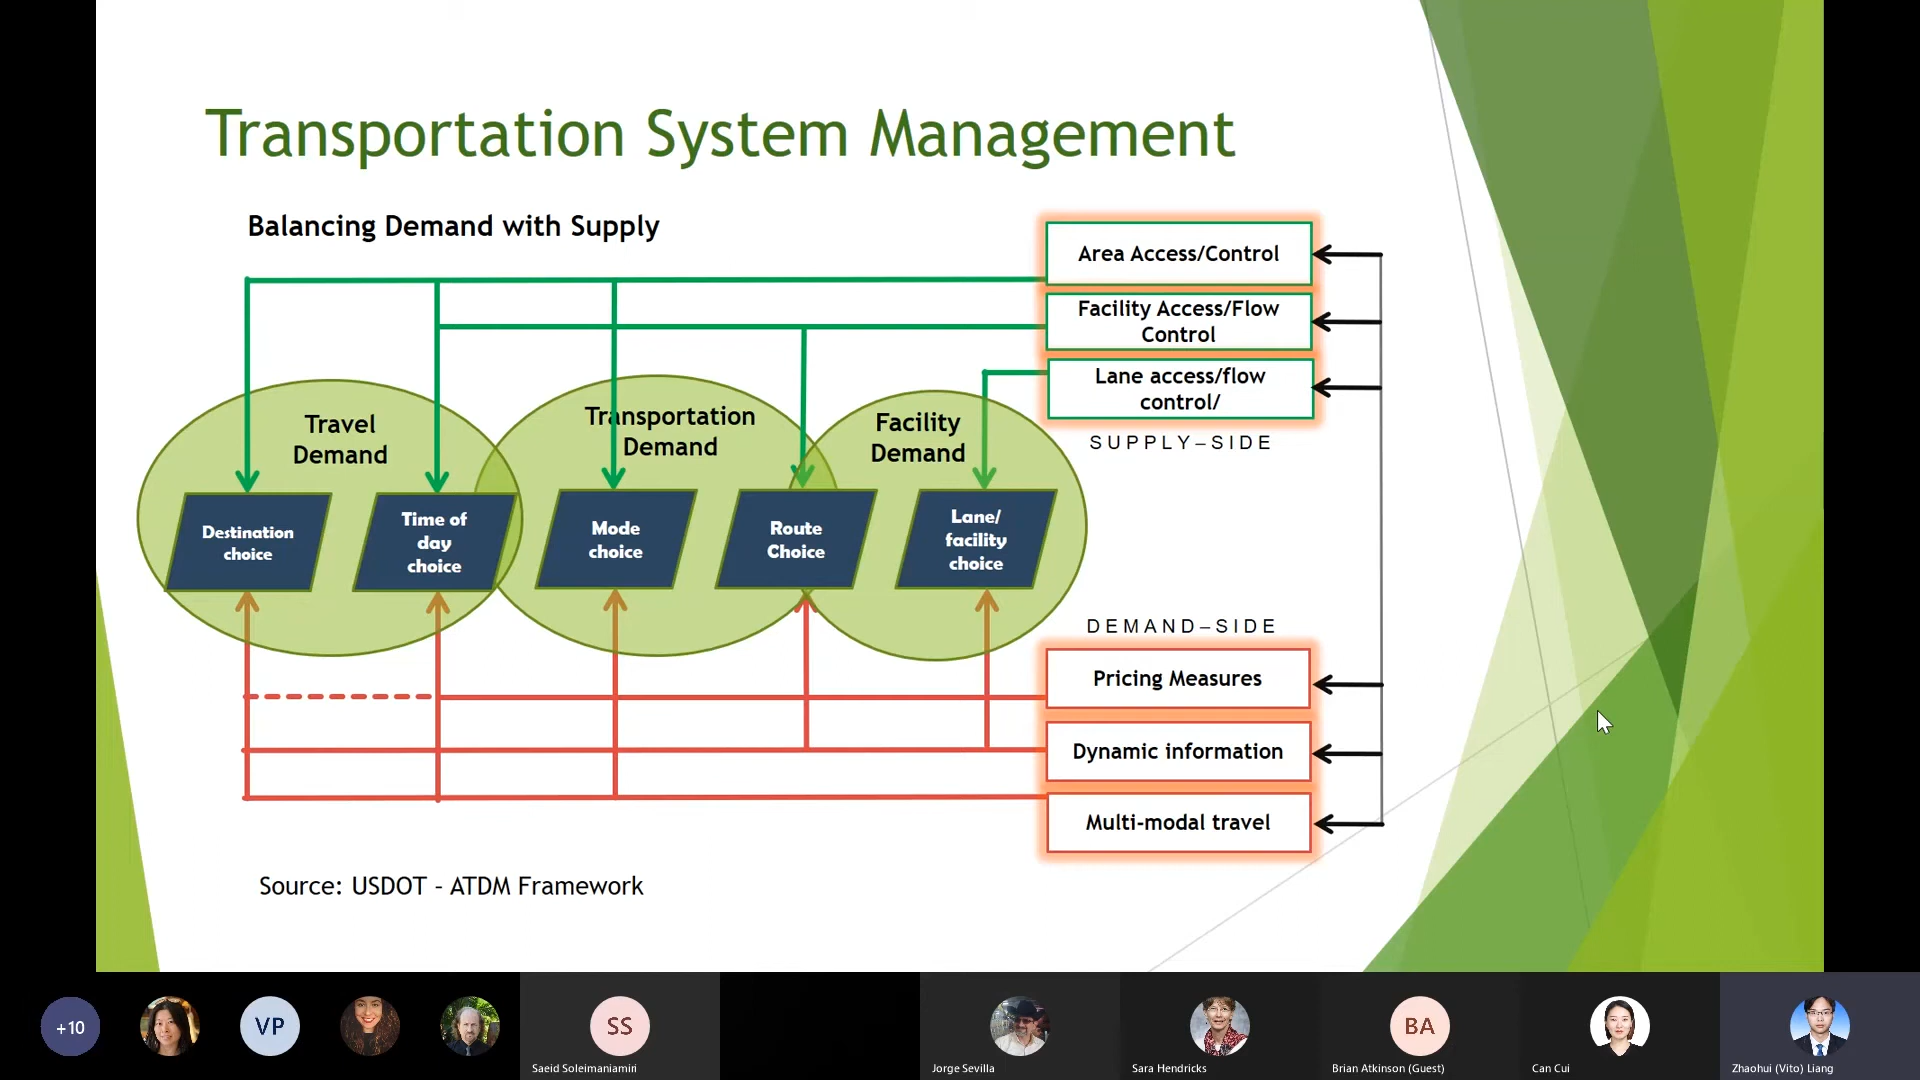 Transportation System Management
Balancing Demand with Supply
Area Access/Control
Facility Access/Flow
Control
Lane access/flow
control/
SUPPLY–SIDE
Travel
Demand
Transportation
Demand
Facility
Demand
Destination
choice
Time of
day
choice
Mode
choice
Route
Choice
Lane/
facility
choice
DEMAND–SIDE
Pricing Measures
Dynamic information
Multi-modal travel
Source: USDOT - ATDM Framework
+10
VP
SS
BA
Saeid Soleimaniamiri
Jorge Sevilla
Sara Hendricks
Brian Atkinson (Guest)
Can Cui
Zhaohui (Vito) Liang